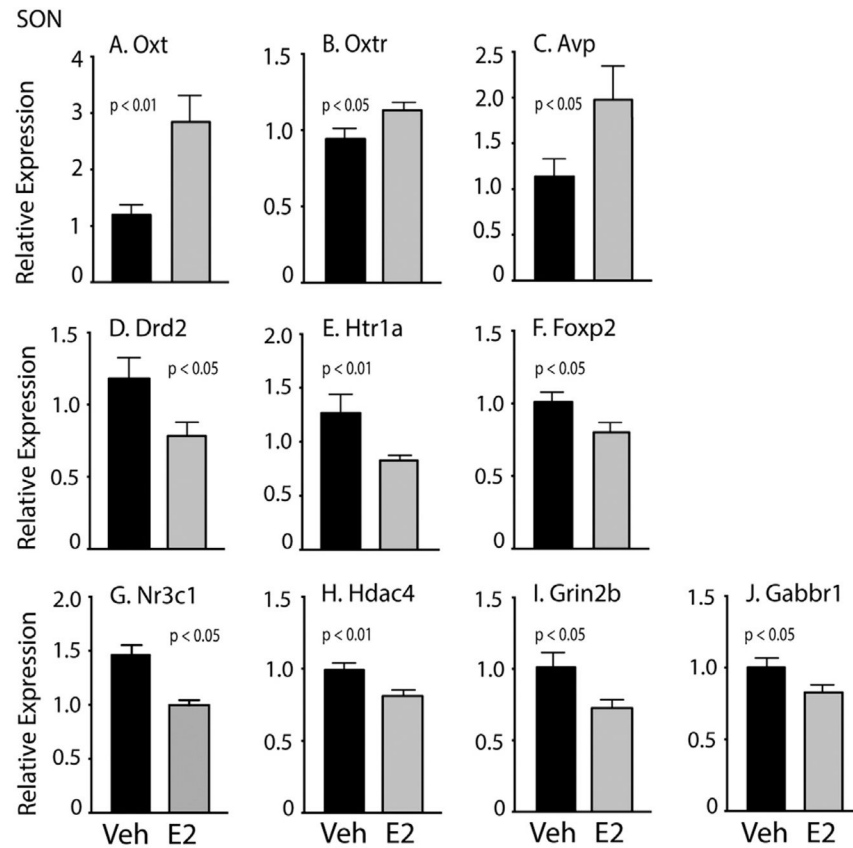 SON
A. Oxt
B. Oxtr
C. Avp
Relative Expression
4
3
2
1
0
p < 0.01
1.5
1.0
0.5
0
p < 0.05
2.5
2.0
1.5
1.0
0.5
0
p < 0.05
D. Drd2
E. Htr1a
F. Foxp2
Relative Expression
1.5
1.0
0.5
0
p < 0.05
2.0
1.5
1.0
0.5
0
p < 0.01
1.5
1.0
0.5
0
p < 0.05
G. Nr3c1
H. Hdac4
I. Grin2b
J. Gabbr1
Relative Expression
2.0
1.5
1.0
0.5
0
p < 0.05
1.5
1.0
0.5
0
p < 0.01
1.5
1.0
0.5
0
p < 0.05
1.5
1.0
0.5
0
p < 0.05
Veh E2
Veh E2
Veh E2
Veh E2